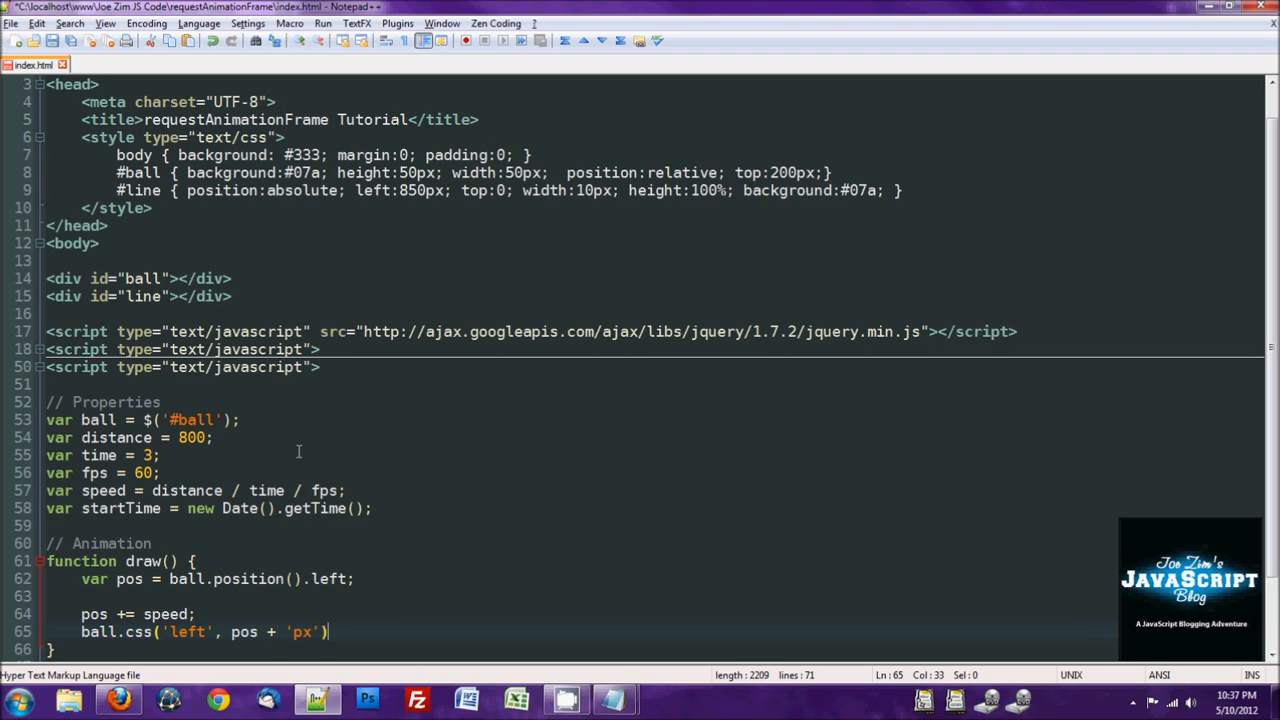 *C:\localhost\www\Joe Zim JS Code\requestAnimationFrame\index.html - Notepad++
File Edit Search View Encoding Language Settings Macro Run TextFX Plugins Window Zen Coding ? X
index.html
3 <head>
4 <meta charset="UTF-8">
5 <title>requestAnimationFrame Tutorial</title>
6 <style type="text/css">
7 body { background: #333; margin:0; padding:0; }
8 #ball { background:#07a; height:50px; width:50px;  position:relative; top:200px;}
9 #line { position:absolute; left:850px; top:0; width:10px; height:100%; background:#07a; }
10 </style>
11 </head>
12 <body>
13
14 <div id="ball"></div>
15 <div id="line"></div>
16
17 <script type="text/javascript" src="http://ajax.googleapis.com/ajax/libs/jquery/1.7.2/jquery.min.js"></script>
18 <script type="text/javascript">
50 <script type="text/javascript">
51
52 // Properties
53 var ball = $('#ball');
54 var distance = 800;
55 var time = 3;
56 var fps = 60;
57 var speed = distance / time / fps;
58 var startTime = new Date().getTime();
59
60 // Animation
61 function draw() {
62 var pos = ball.position().left;
63
64 pos += speed;
65 ball.css('left', pos + 'px')
66 }
Joe Zim's
JAVASCRIPT
Blog
A JavaScript Blogging Adventure
Hyper Text Markup Language file length : 2209 lines : 71 Ln : 65 Col : 33 Sel : 0 UNIX ANSI INS
10:37 PM
5/10/2012